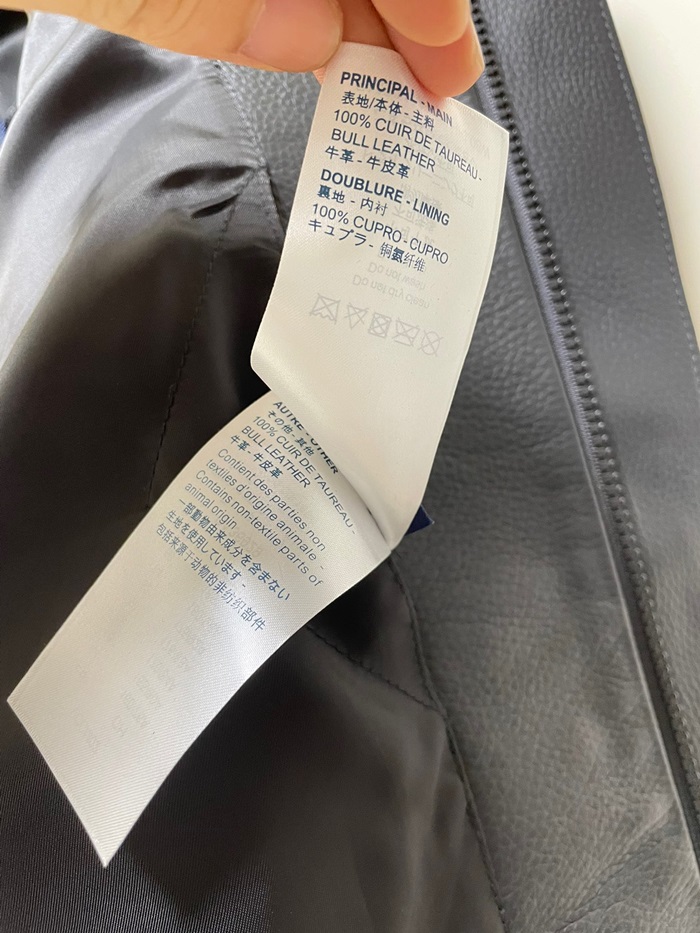 PRINCIPAL - MAIN
表地/本体 - 主料
100% CUIR DE TAUREAU -
BULL LEATHER
牛革 - 牛皮革
DOUBLURE - LINING
裏地 - 内衬
100% CUPRO - CUPRO
キュプラ - 铜氨纤维
AUTRE - OTHER
その他 - 其他
100% CUIR DE TAUREAU -
BULL LEATHER
牛革 - 牛皮革
Contient des parties non
textiles d'origine animale -
Contains non-textile parts of
animal origin
一部動物由来成分を含まない
生地を使用しています -
包括来源于动物的非纺织部件